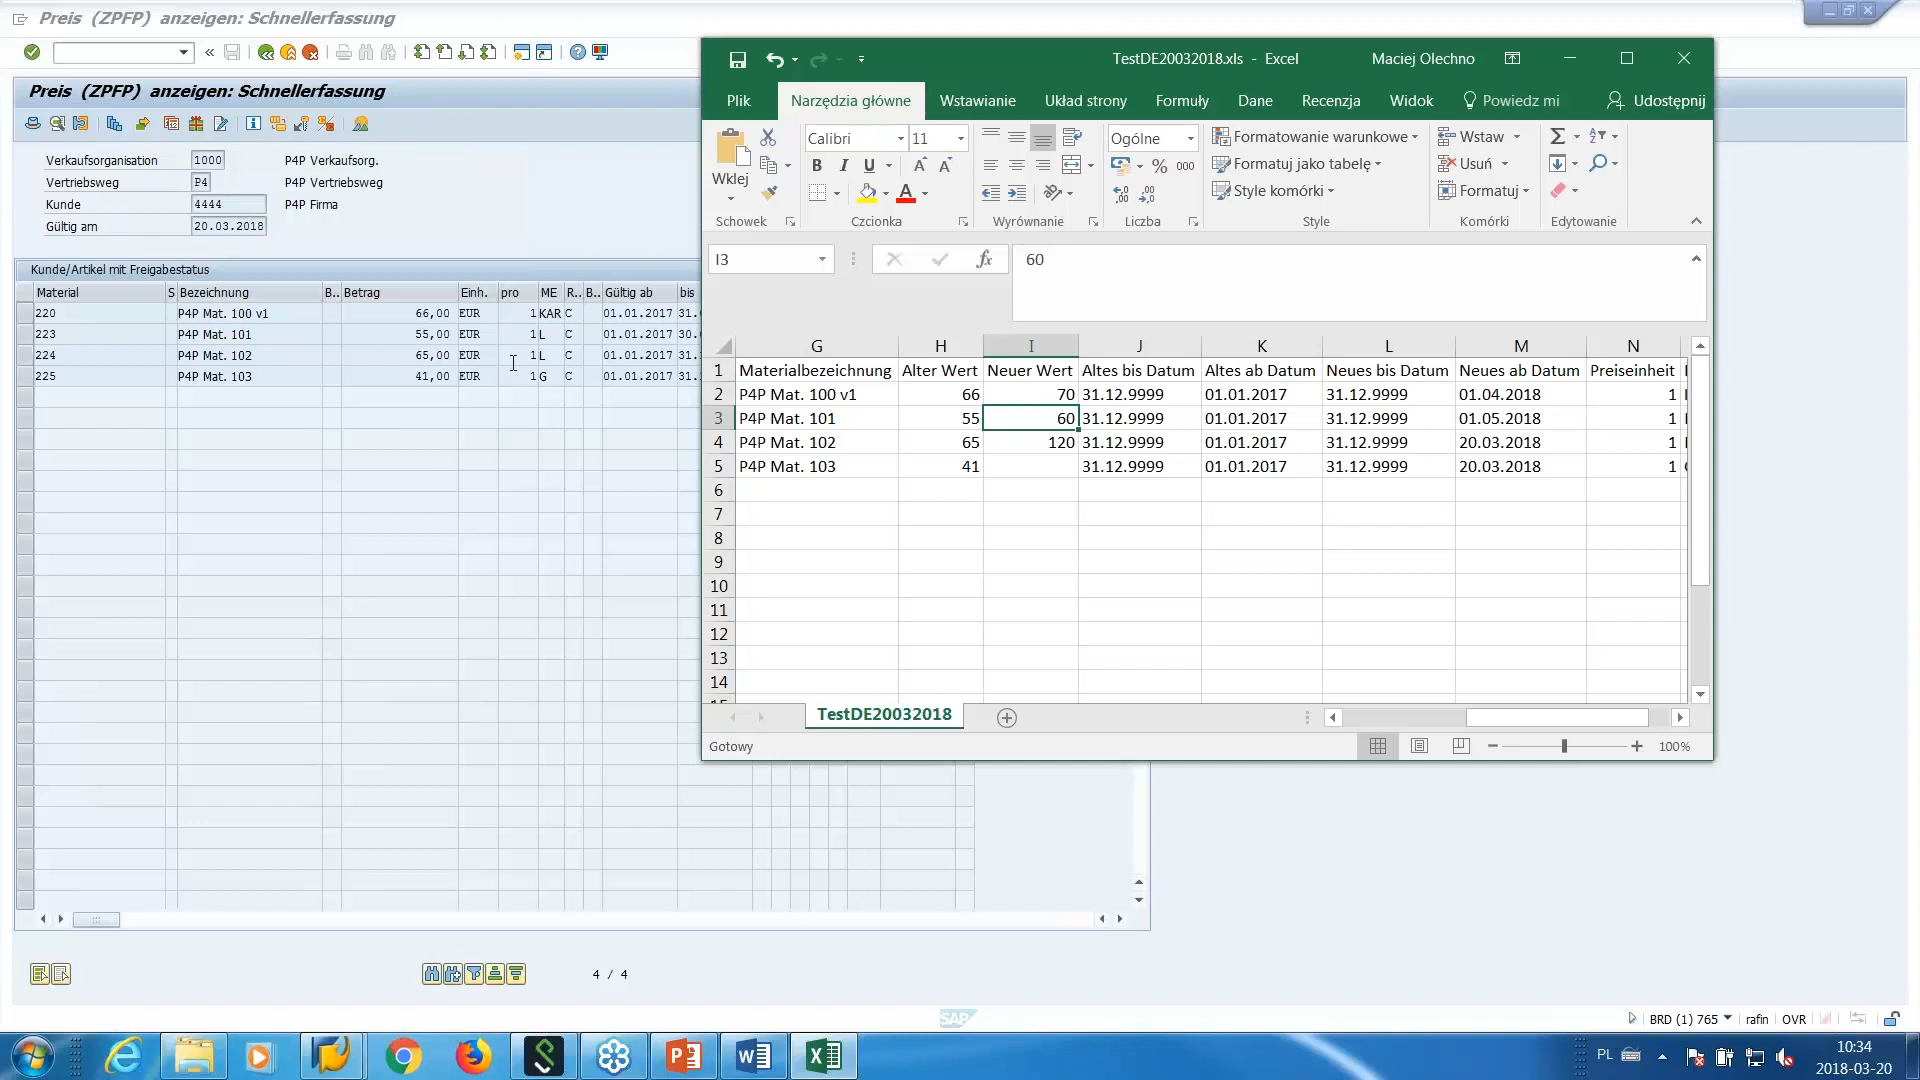 Preis (ZPFP) anzeigen: Schnellerfassung
Preis (ZPFP) anzeigen: Schnellerfassung
Verkaufsorganisation 1000 P4P Verkaufsorg.
Vertriebsweg P4 P4P Vertriebsweg
Kunde 4444 P4P Firma
Gültig am 20.03.2018
Kunde/Artikel mit Freigabestatus
Material S Bezeichnung B.. Betrag Einh. pro ME R.. B.. Gültig ab bis
220 P4P Mat. 100 v1 66,00 EUR 1 KAR C 01.01.2017 31.
223 P4P Mat. 101 55,00 EUR 1 L C 01.01.2017 30.
224 P4P Mat. 102 65,00 EUR 1 L C 01.01.2017 31.
225 P4P Mat. 103 41,00 EUR 1 G C 01.01.2017 31.
4 / 4
TestDE20032018.xls - Excel Maciej Olechno
Plik Narzędzia główne Wstawianie Układ strony Formuły Dane Recenzja Widok Powiedz mi Udostępnij
Wklej
Calibri 11
B I U
A A
A
Ogólne
% 000
Formatowanie warunkowe
Formatuj jako tabelę
Style komórki
Wstaw
Usuń
Formatuj
Schowek Czcionka Wyrównanie Liczba Style Komórki Edytowanie
I3 fx 60
G H I J K L M N
1 Materialbezeichnung Alter Wert Neuer Wert Altes bis Datum Altes ab Datum Neues bis Datum Neues ab Datum Preiseinheit
2 P4P Mat. 100 v1 66 70 31.12.9999 01.01.2017 31.12.9999 01.04.2018 1
3 P4P Mat. 101 55 60 31.12.9999 01.01.2017 31.12.9999 01.05.2018 1
4 P4P Mat. 102 65 120 31.12.9999 01.01.2017 31.12.9999 20.03.2018 1
5 P4P Mat. 103 41 31.12.9999 01.01.2017 31.12.9999 20.03.2018 1
6
7
8
9
10
11
12
13
14
TestDE20032018
Gotowy 100%
SAP
BRD (1) 765 rafin OVR
PL
10:34
2018-03-20